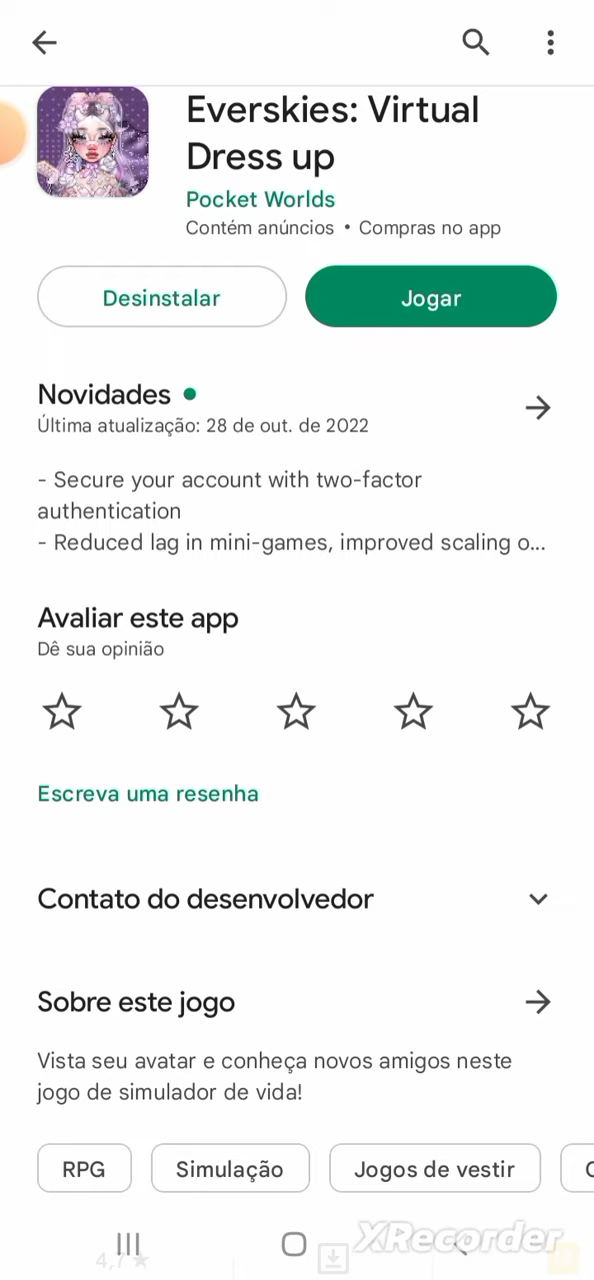 Everskies: Virtual
Dress up
Pocket Worlds
Contém anúncios • Compras no app
Desinstalar
Jogar
Novidades
Última atualização: 28 de out. de 2022
- Secure your account with two-factor
authentication
- Reduced lag in mini-games, improved scaling o...
Avaliar este app
Dê sua opinião
Escreva uma resenha
Contato do desenvolvedor
Sobre este jogo
Vista seu avatar e conheça novos amigos neste
jogo de simulador de vida!
RPG
Simulação
Jogos de vestir
XRecorder
4,7 ★